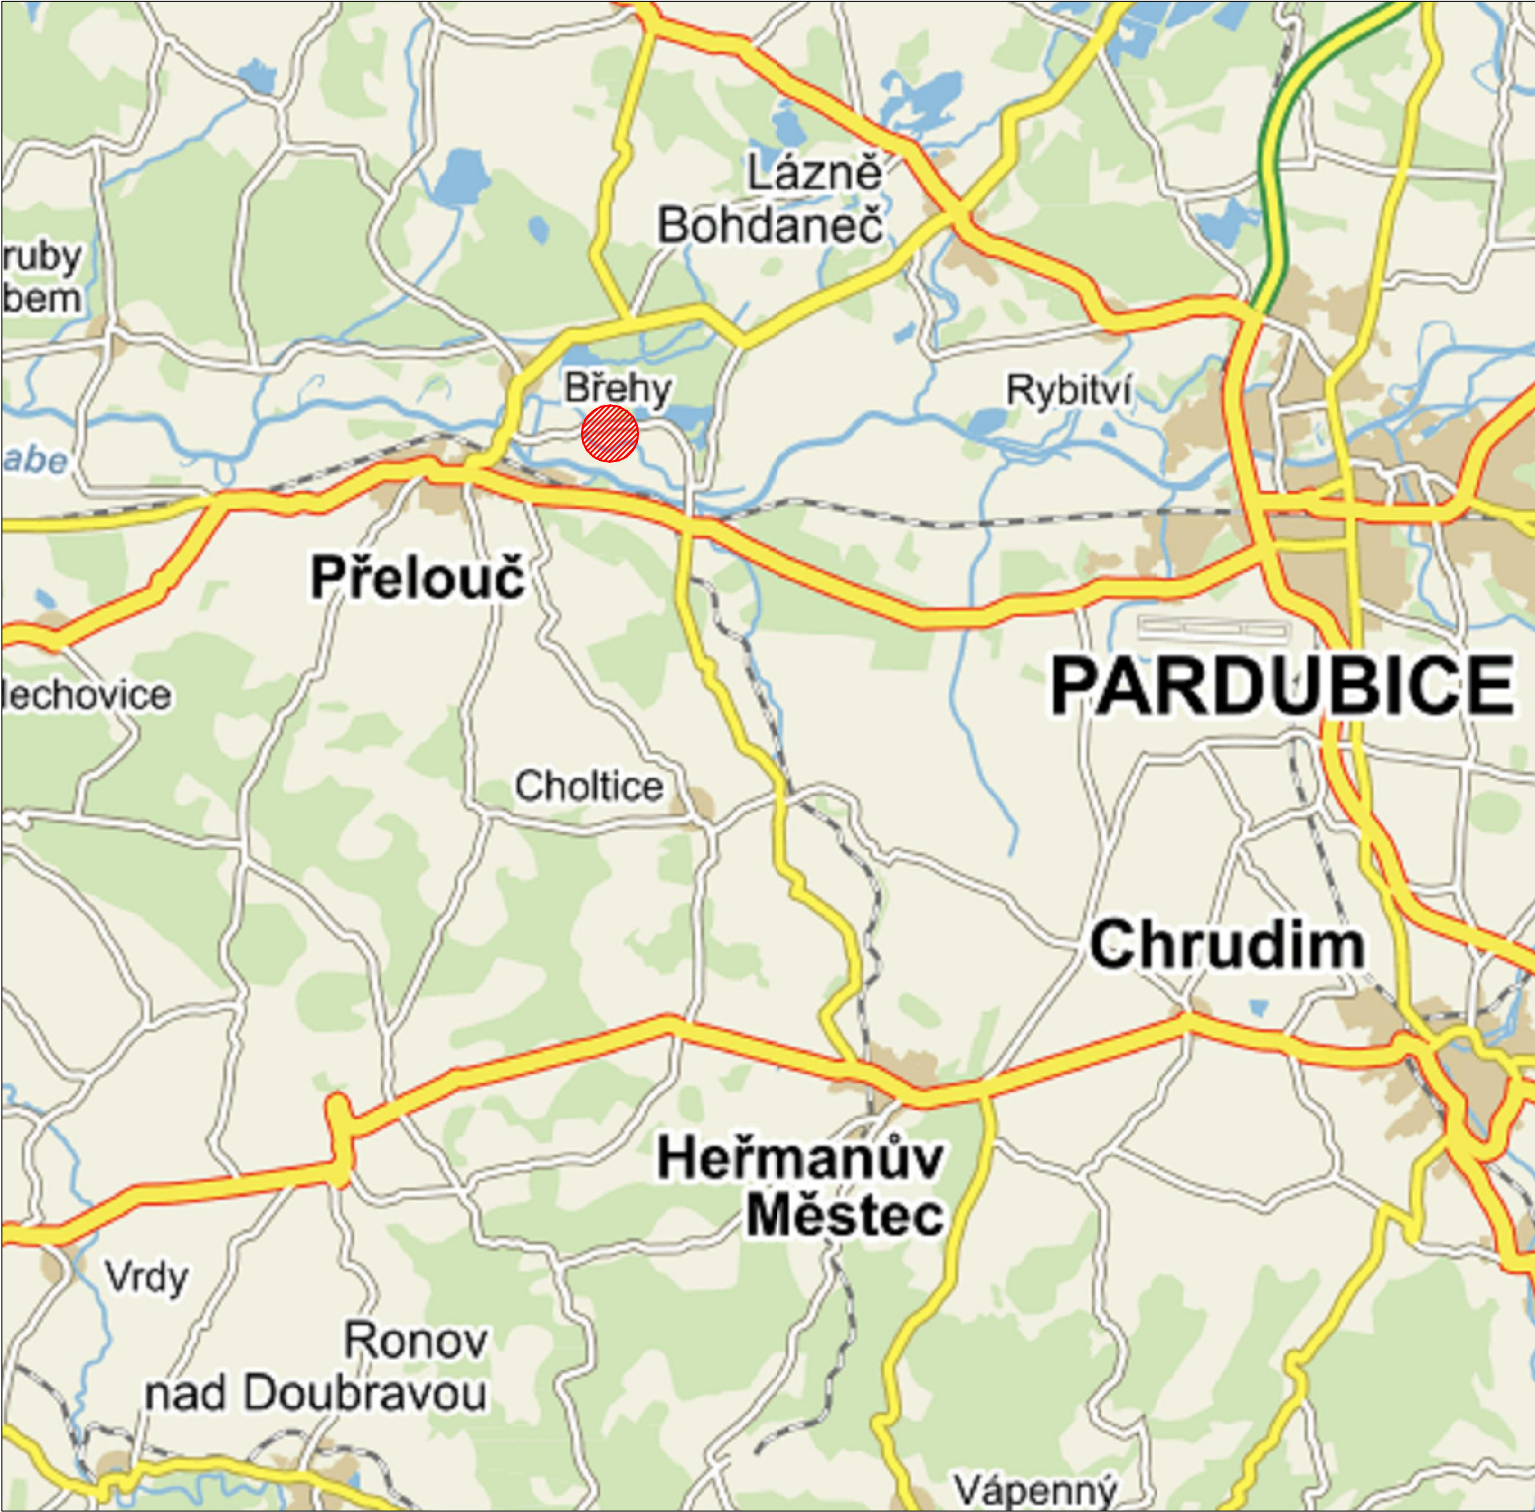 Lázně
Bohdaneč
ruby
bem
Břehy
Rybitví
abe
Přelouč
PARDUBICE
lechovice
Choltice
Chrudim
Heřmanův
Městec
Vrdy
Ronov
nad Doubravou
Vápenný